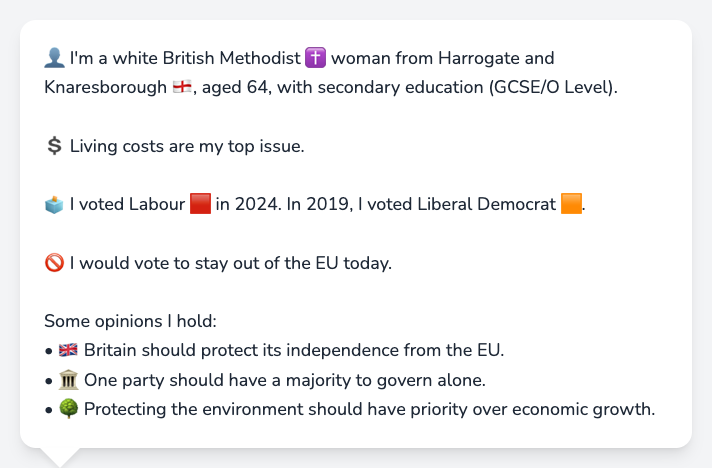 👤 I'm a white British Methodist ✝️ woman from Harrogate and
Knaresborough 🏴󠁧󠁢󠁥󠁮󠁧󠁿, aged 64, with secondary education (GCSE/O Level).
💲 Living costs are my top issue.
🗳️ I voted Labour 🟥 in 2024. In 2019, I voted Liberal Democrat 🟧.
🚫 I would vote to stay out of the EU today.
Some opinions I hold:
• 🇬🇧 Britain should protect its independence from the EU.
• 🏛️ One party should have a majority to govern alone.
• 🌳 Protecting the environment should have priority over economic growth.